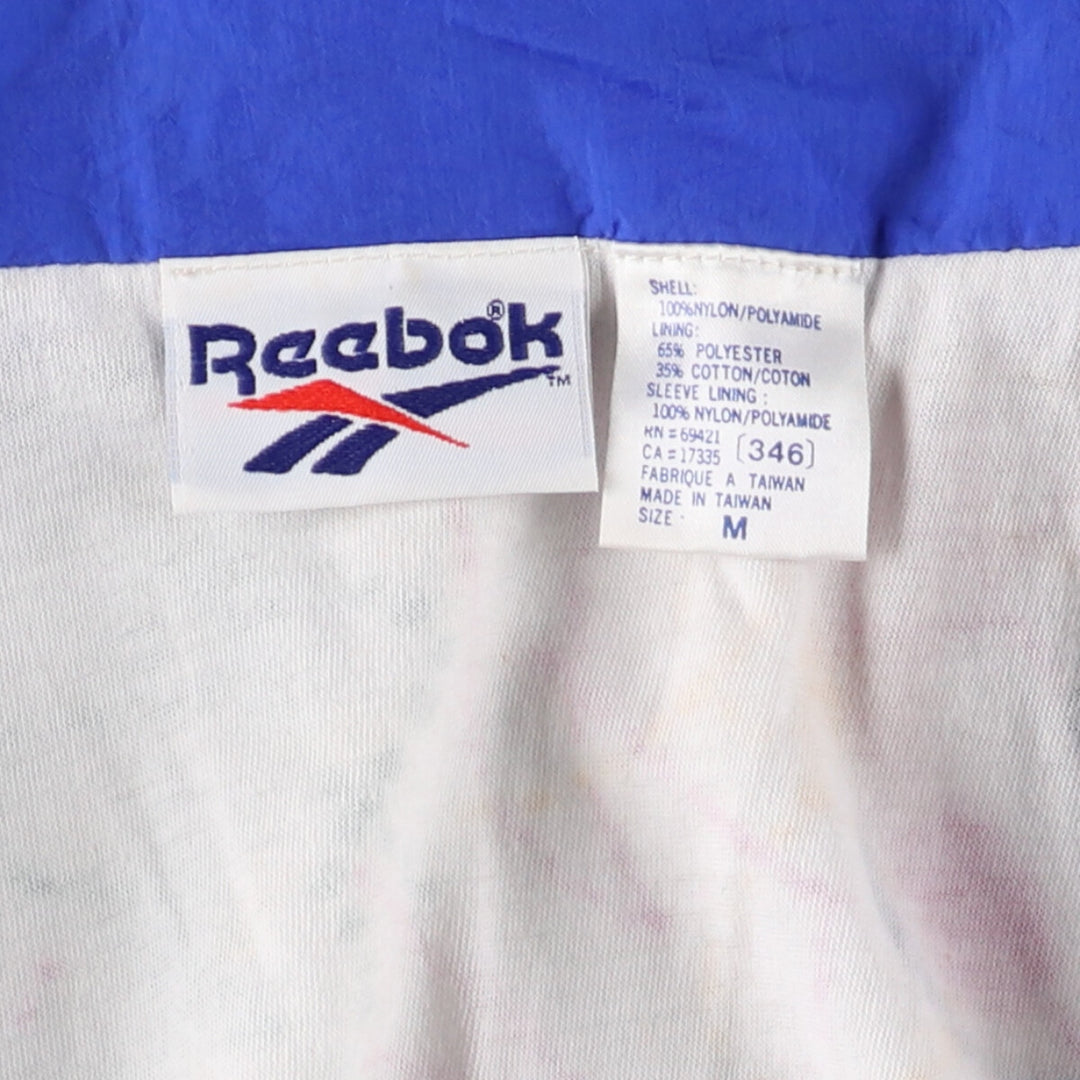 Reebok®
TM
SHELL:
100%NYLON/POLYAMIDE
LINING:
65% POLYESTER
35% COTTON/COTON
SLEEVE LINING:
100% NYLON/POLYAMIDE
RN=69421
CA=17335 [346]
FABRIQUE A TAIWAN
MADE IN TAIWAN
SIZE: M